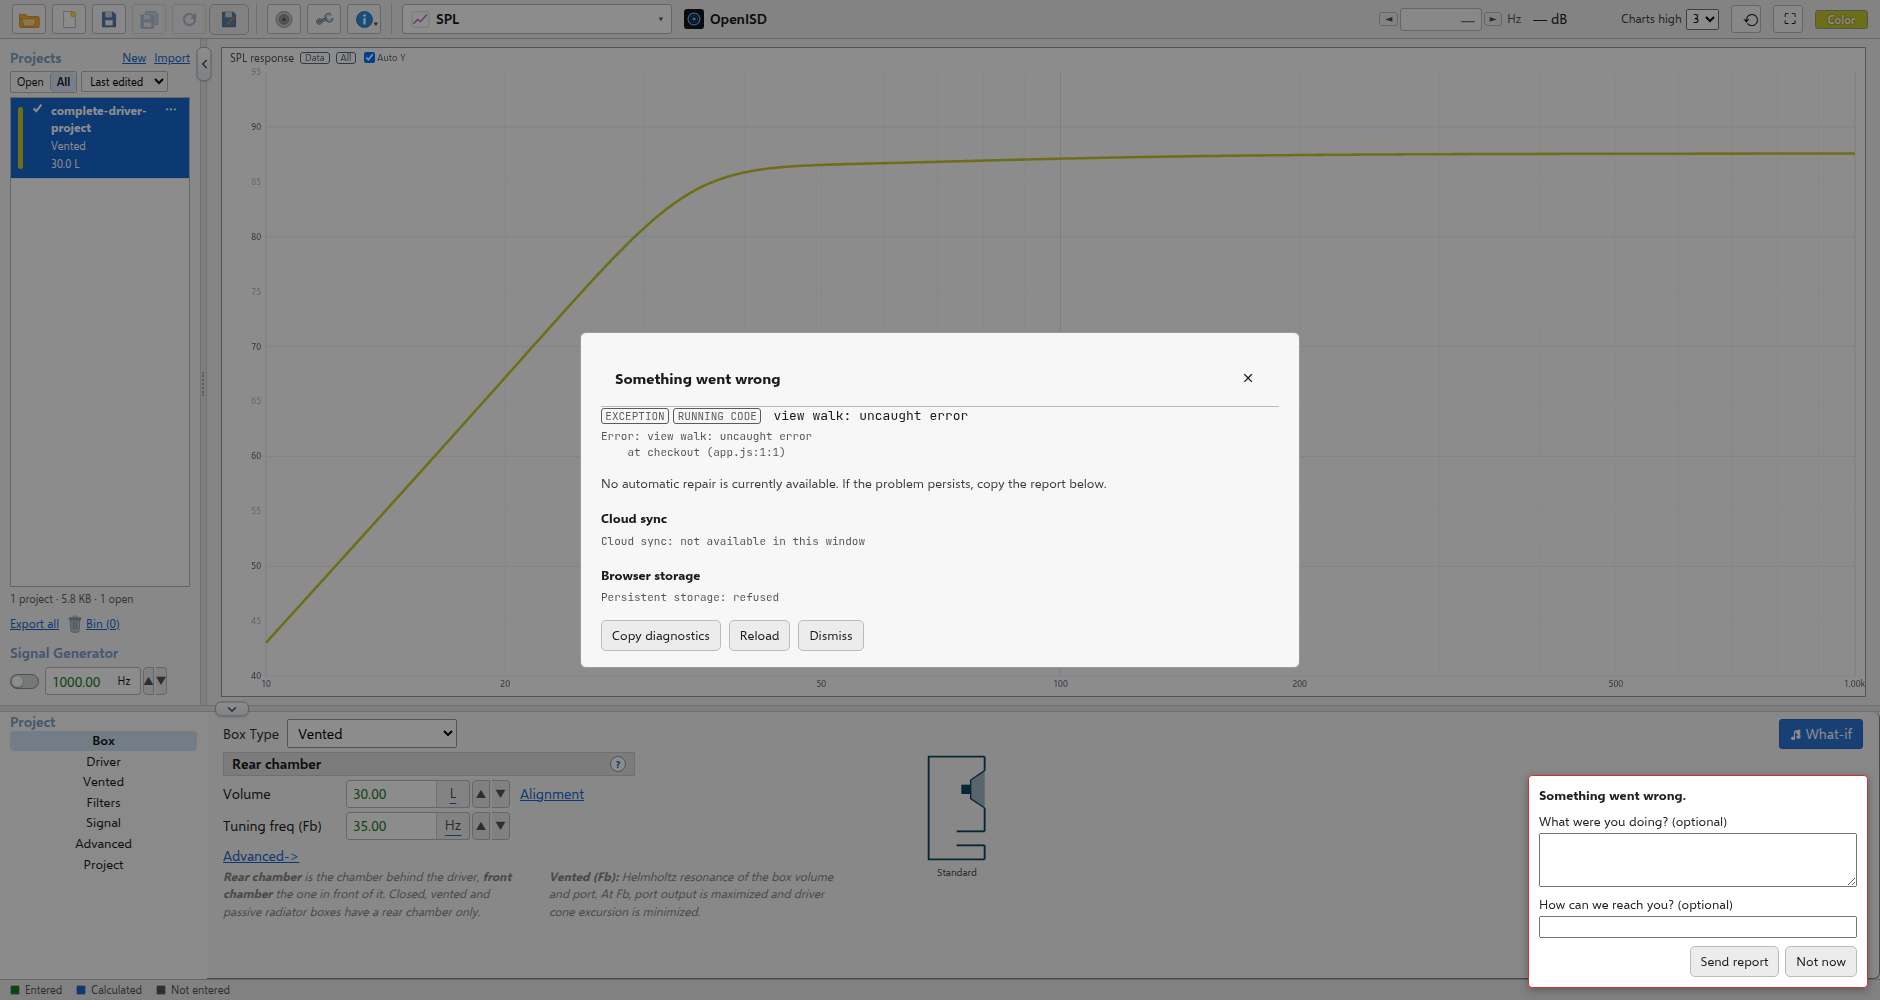 SPL
OpenISD
— Hz — dB
Charts high 3
Color
Projects New Import
Open All Last edited
complete-driver-project
Vented
30.0 L
1 project · 5.8 KB · 1 open
Export all Bin (0)
Signal Generator
1000.00 Hz
SPL response Data All Auto Y
95
90
85
80
75
70
65
60
55
50
45
40
10 20 50 100 200 500 1.00k
Something went wrong
EXCEPTION RUNNING CODE view walk: uncaught error
Error: view walk: uncaught error
at checkout (app.js:1:1)
No automatic repair is currently available. If the problem persists, copy the report below.
Cloud sync
Cloud sync: not available in this window
Browser storage
Persistent storage: refused
Copy diagnostics Reload Dismiss
Project
Box
Driver
Vented
Filters
Signal
Advanced
Project
Box Type Vented
Rear chamber ?
Volume 30.00 L Alignment
Tuning freq (Fb) 35.00 Hz
Advanced->
Rear chamber is the chamber behind the driver, front
chamber the one in front of it. Closed, vented and
passive radiator boxes have a rear chamber only.
Vented (Fb): Helmholtz resonance of the box volume
and port. At Fb, port output is maximized and driver
cone excursion is minimized.
Standard
What-if
Something went wrong.
What were you doing? (optional)
How can we reach you? (optional)
Send report Not now
Entered Calculated Not entered